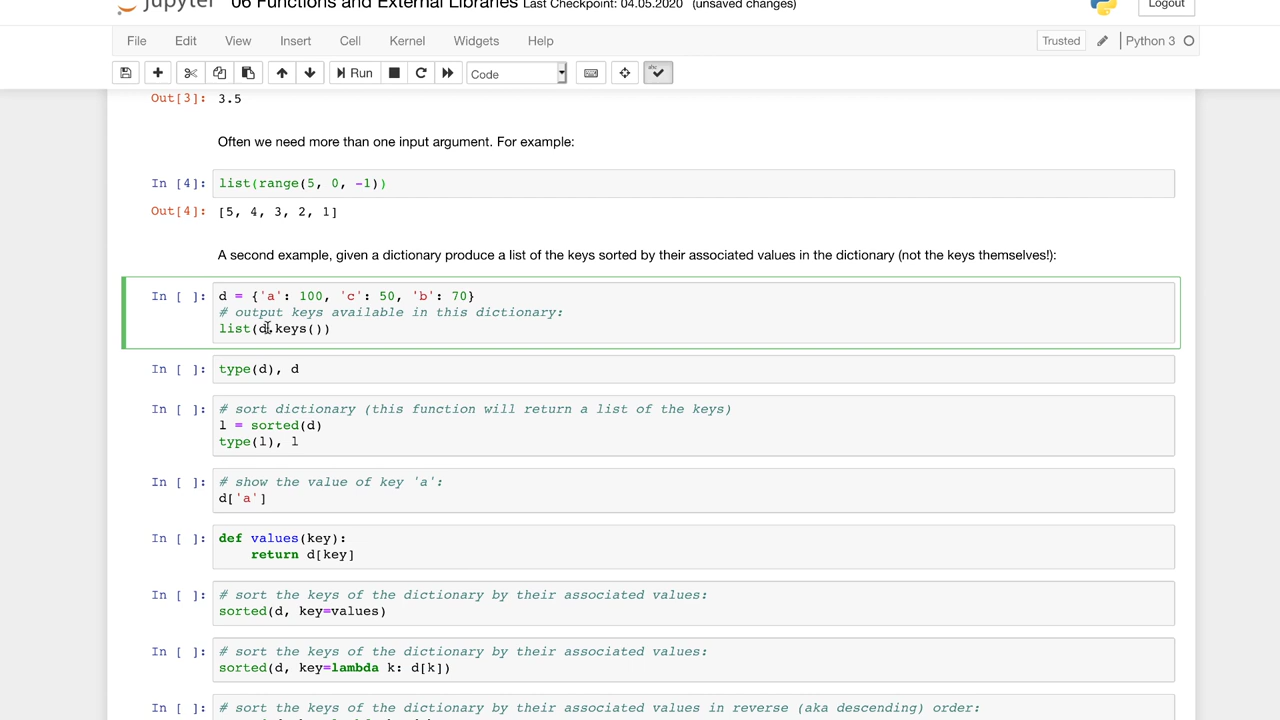 jupyter 06 Functions and External Libraries Last Checkpoint: 04.05.2020 (unsaved changes) Logout
File Edit View Insert Cell Kernel Widgets Help Trusted Python 3
Run Code
Out[3]: 3.5
Often we need more than one input argument. For example:
In [4]: list(range(5, 0, -1))
Out[4]: [5, 4, 3, 2, 1]
A second example, given a dictionary produce a list of the keys sorted by their associated values in the dictionary (not the keys themselves!):
In [ ]: d = {'a': 100, 'c': 50, 'b': 70}
# output keys available in this dictionary:
list(d.keys())
In [ ]: type(d), d
In [ ]: # sort dictionary (this function will return a list of the keys)
l = sorted(d)
type(l), l
In [ ]: # show the value of key 'a':
d['a']
In [ ]: def values(key):
    return d[key]
In [ ]: # sort the keys of the dictionary by their associated values:
sorted(d, key=values)
In [ ]: # sort the keys of the dictionary by their associated values:
sorted(d, key=lambda k: d[k])
In [ ]: # sort the keys of the dictionary by their associated values in reverse (aka descending) order: